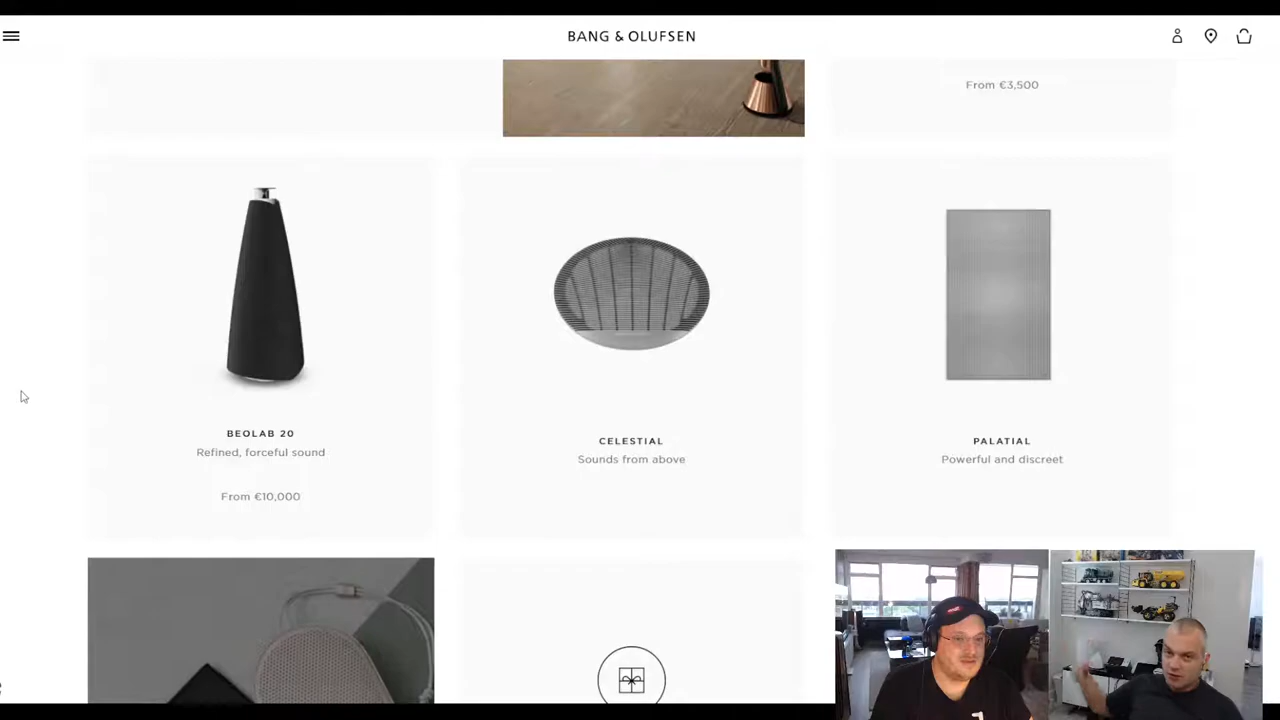 BANG & OLUFSEN
From €3,500
BEOLAB 20
Refined, forceful sound
From €10,000
CELESTIAL
Sounds from above
PALATIAL
Powerful and discreet